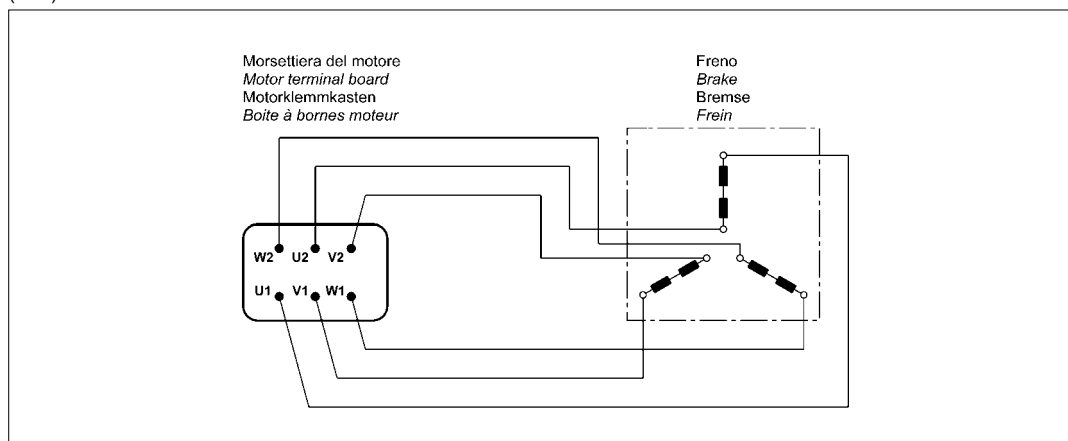 Morsettiera del motore
Motor terminal board
Motorklemmkasten
Boite à bornes moteur
Freno
Brake
Bremse
Frein
W2 U2 V2
U1 V1 W1